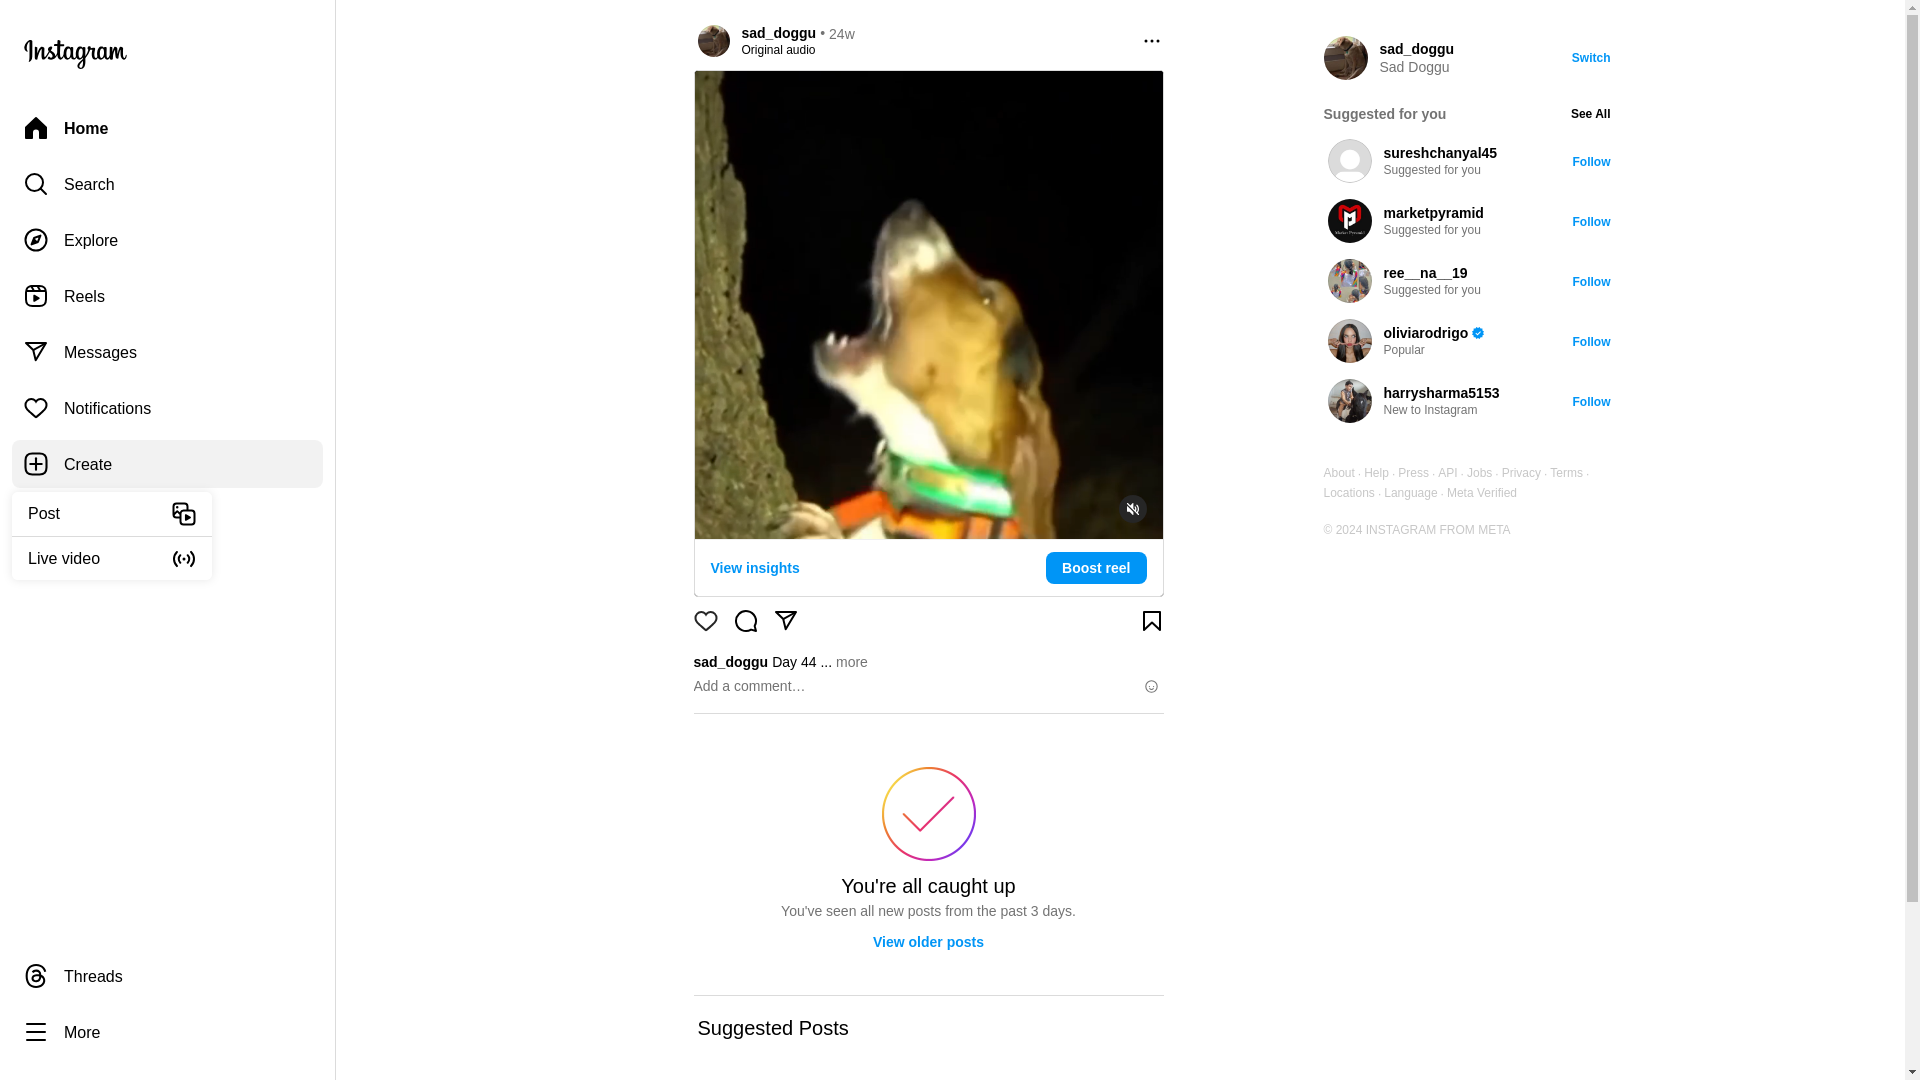 Instagram
Home
Search
Explore
Reels
Messages
Notifications
Create
Post
Live video
Threads
More
sad_doggu • 24w
Original audio
View insights
Boost reel
sad_doggu Day 44 ... more
Add a comment…
You're all caught up
You've seen all new posts from the past 3 days.
View older posts
Suggested Posts
sad_doggu
Sad Doggu
Switch
Suggested for you
See All
sureshchanyal45
Suggested for you
Follow
marketpyramid
Suggested for you
Follow
ree__na__19
Suggested for you
Follow
oliviarodrigo
Popular
Follow
harrysharma5153
New to Instagram
Follow
About · Help · Press · API · Jobs · Privacy · Terms ·
Locations · Language · Meta Verified
© 2024 INSTAGRAM FROM META